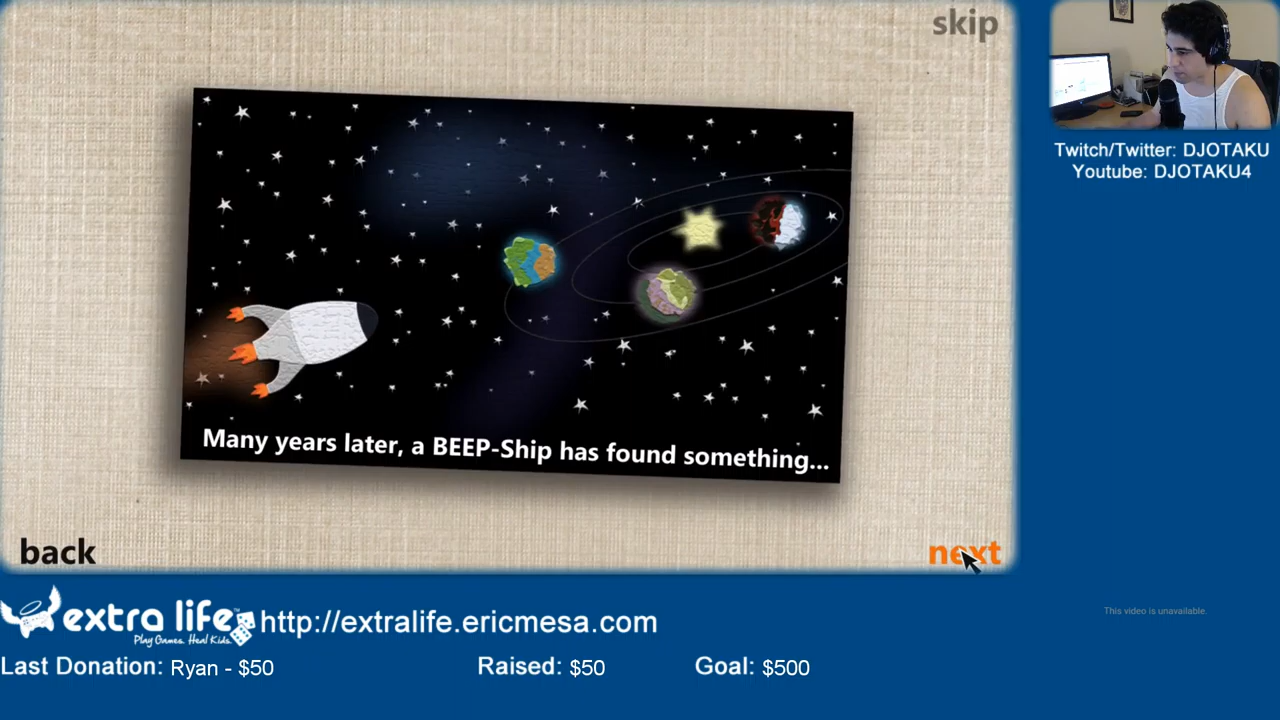 skip
Twitch/Twitter: DJOTAKU
Youtube: DJOTAKU4
Many years later, a BEEP-Ship has found something...
back
next
extra life
Play Games. Heal Kids.
http://extralife.ericmesa.com
This video is unavailable.
Last Donation: Ryan - $50
Raised: $50
Goal: $500